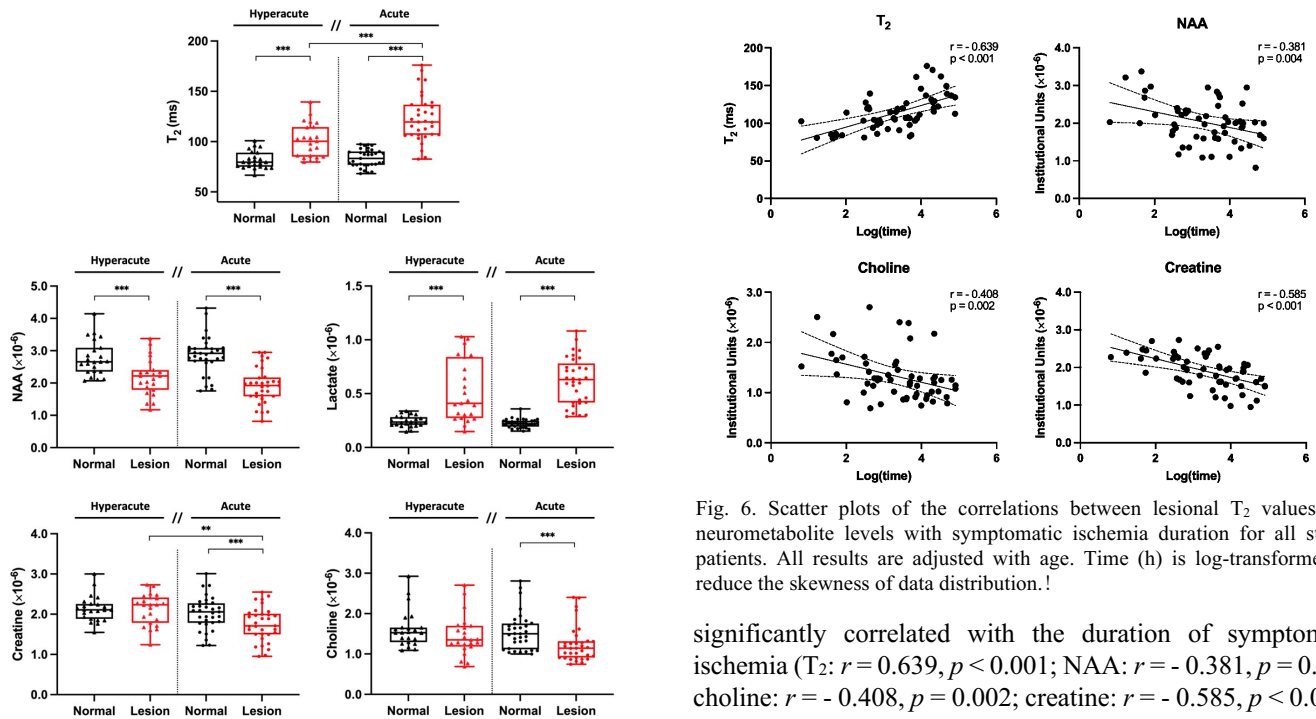 Hyperacute // Acute
***
***
***
T2 (ms)
200
150
100
50
Normal Lesion Normal Lesion
Hyperacute // Acute
***
***
NAA (×10-6)
5.0
4.0
3.0
2.0
1.0
0.0
Normal Lesion Normal Lesion
Hyperacute // Acute
***
***
Lactate (×10-6)
1.5
1.0
0.5
0.0
Normal Lesion Normal Lesion
Hyperacute // Acute
**
***
Creatine (×10-6)
4.0
3.0
2.0
1.0
0.0
Normal Lesion Normal Lesion
Hyperacute // Acute
***
Choline (×10-6)
4.0
3.0
2.0
1.0
0.0
Normal Lesion Normal Lesion
T2
r = - 0.639
p < 0.001
T2 (ms)
200
150
100
50
0
0 2 4 6
Log(time)
NAA
r = - 0.381
p = 0.004
Institutional Units (×10-6)
4.0
3.0
2.0
1.0
0.0
0 2 4 6
Log(time)
Choline
r = - 0.408
p = 0.002
Institutional Units (×10-6)
3.0
2.0
1.0
0.0
0 2 4 6
Log(time)
Creatine
r = - 0.585
p < 0.001
Institutional Units (×10-6)
4.0
3.0
2.0
1.0
0.0
0 2 4 6
Log(time)
Fig. 6. Scatter plots of the correlations between lesional T2 values
neurometabolite levels with symptomatic ischemia duration for all
patients. All results are adjusted with age. Time (h) is log-transforme
reduce the skewness of data distribution.!
significantly correlated with the duration of symptom
ischemia (T2: r = 0.639, p < 0.001; NAA: r = - 0.381, p = 0.
choline: r = - 0.408, p = 0.002; creatine: r = - 0.585, p < 0.0